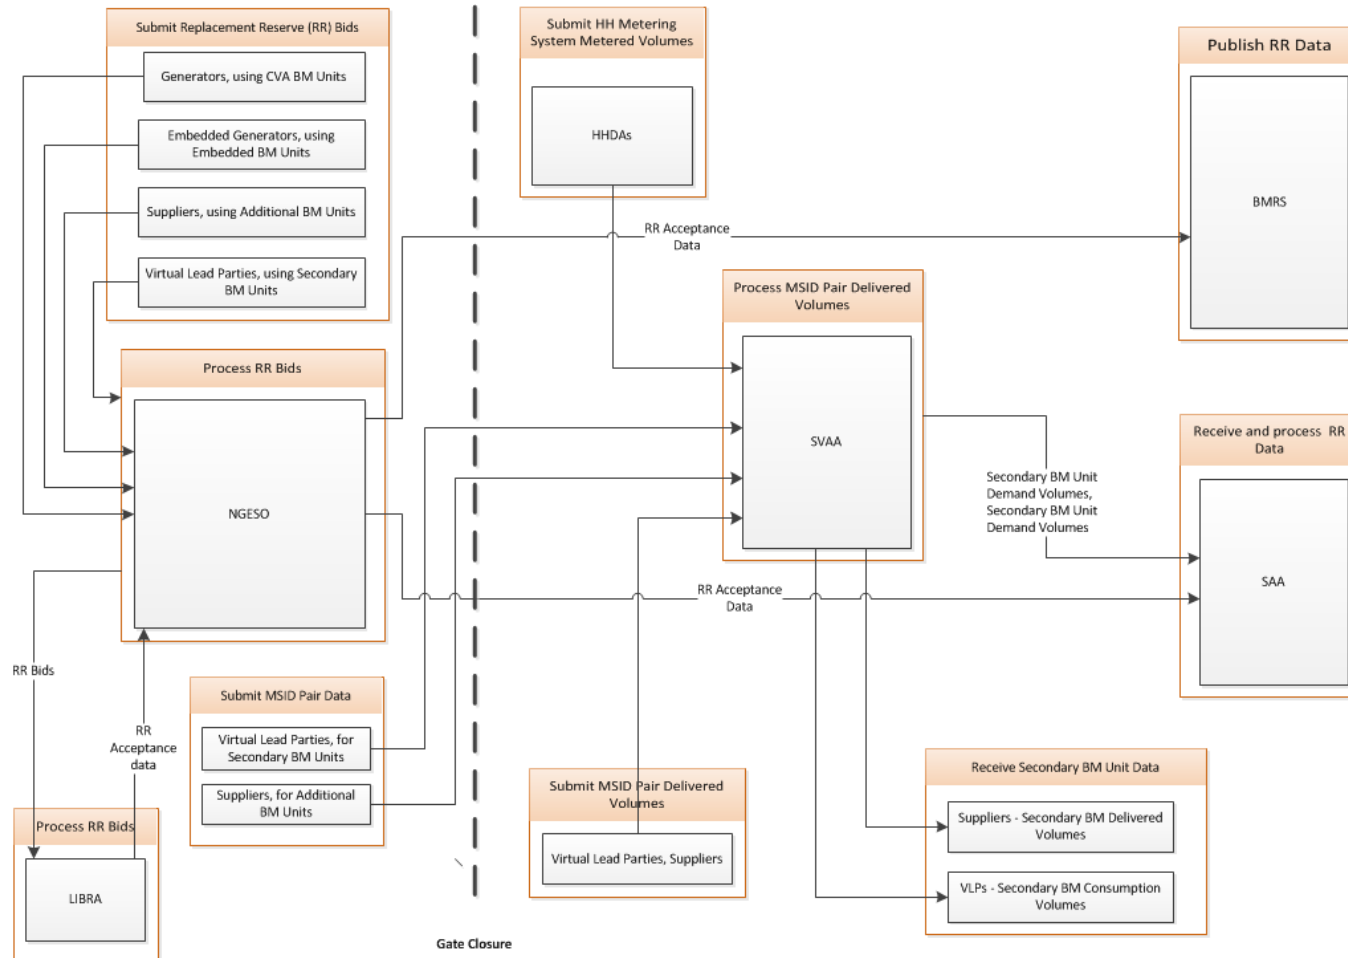 Submit Replacement Reserve (RR) Bids
Generators, using CVA BM Units
Embedded Generators, using
Embedded BM Units
Suppliers, using Additional BM Units
Virtual Lead Parties, using Secondary
BM Units
Process RR Bids
NGESO
RR Bids
RR
Acceptance
data
Process RR Bids
LIBRA
Submit MSID Pair Data
Virtual Lead Parties, for
Secondary BM Units
Suppliers, for Additional
BM Units
Gate Closure
Submit HH Metering
System Metered Volumes
HHDAs
RR Acceptance
Data
Process MSID Pair Delivered
Volumes
SVAA
RR Acceptance
Data
Submit MSID Pair Delivered
Volumes
Virtual Lead Parties, Suppliers
Publish RR Data
BMRS
Secondary BM Unit
Demand Volumes,
Secondary BM Unit
Demand Volumes
Receive and process RR
Data
SAA
Receive Secondary BM Unit Data
Suppliers - Secondary BM Delivered
Volumes
VLPs - Secondary BM Consumption
Volumes